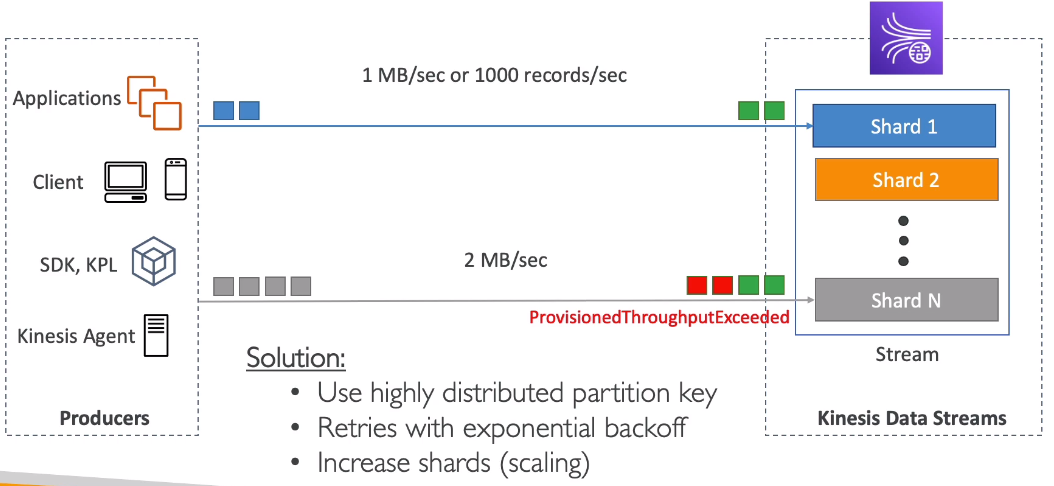 1 MB/sec or 1000 records/sec
Applications
Shard 1
Client
Shard 2
SDK, KPL
2 MB/sec
Shard N
ProvisionedThroughputExceeded
Kinesis Agent
Stream
Solution:
• Use highly distributed partition key
• Retries with exponential backoff
• Increase shards (scaling)
Producers
Kinesis Data Streams